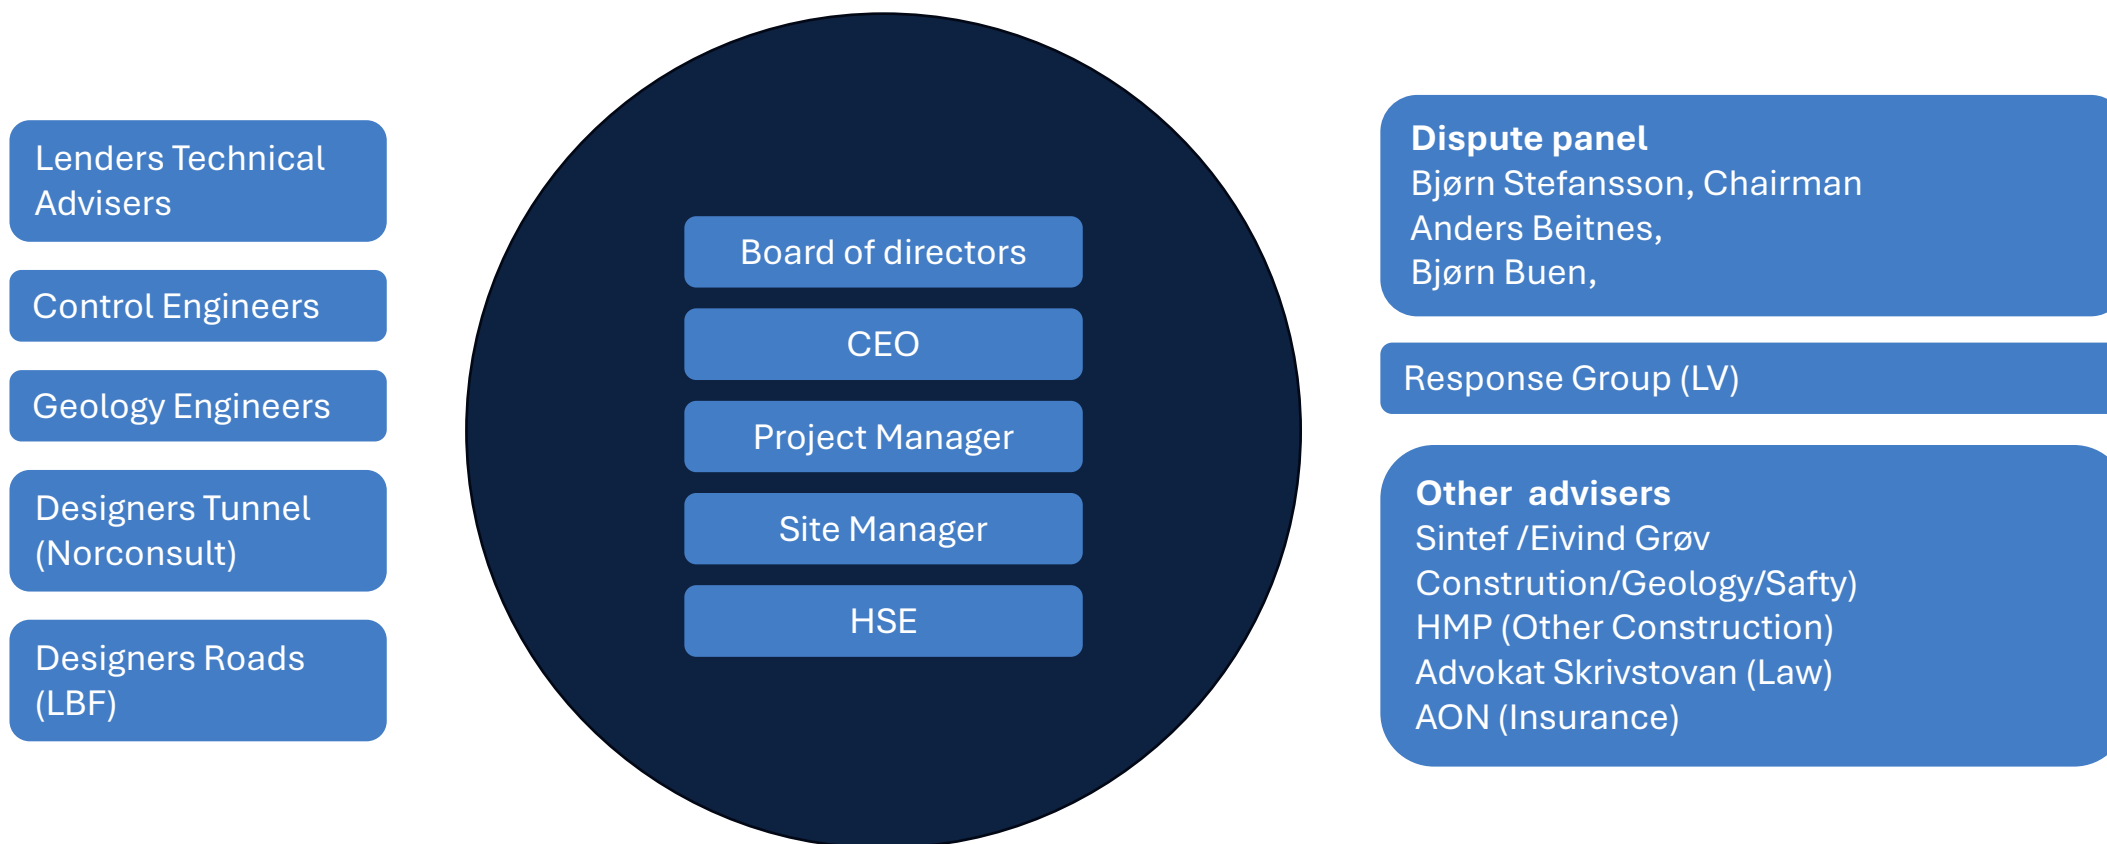 Lenders Technical
Advisers
Control Engineers
Geology Engineers
Designers Tunnel
(Norconsult)
Designers Roads
(LBF)
Board of directors
CEO
Project Manager
Site Manager
HSE
Dispute panel
Bjørn Stefansson, Chairman
Anders Beitnes,
Bjørn Buen,
Response Group (LV)
Other  advisers
Sintef /Eivind Grøv
Constrution/Geology/Safty)
HMP (Other Construction)
Advokat Skrivstovan (Law)
AON (Insurance)